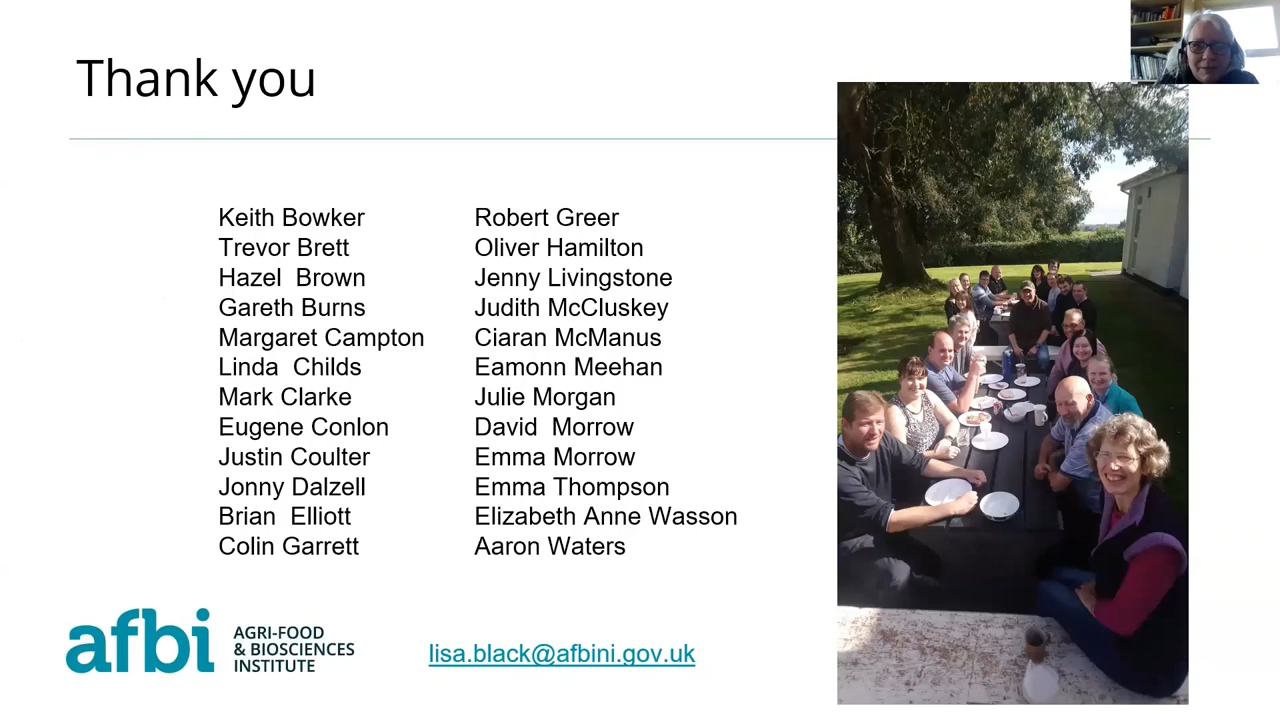 Thank you
Keith Bowker
Trevor Brett
Hazel  Brown
Gareth Burns
Margaret Campton
Linda  Childs
Mark Clarke
Eugene Conlon
Justin Coulter
Jonny Dalzell
Brian  Elliott
Colin Garrett
Robert Greer
Oliver Hamilton
Jenny Livingstone
Judith McCluskey
Ciaran McManus
Eamonn Meehan
Julie Morgan
David  Morrow
Emma Morrow
Emma Thompson
Elizabeth Anne Wasson
Aaron Waters
afbi
AGRI-FOOD
& BIOSCIENCES
INSTITUTE
lisa.black@afbini.gov.uk